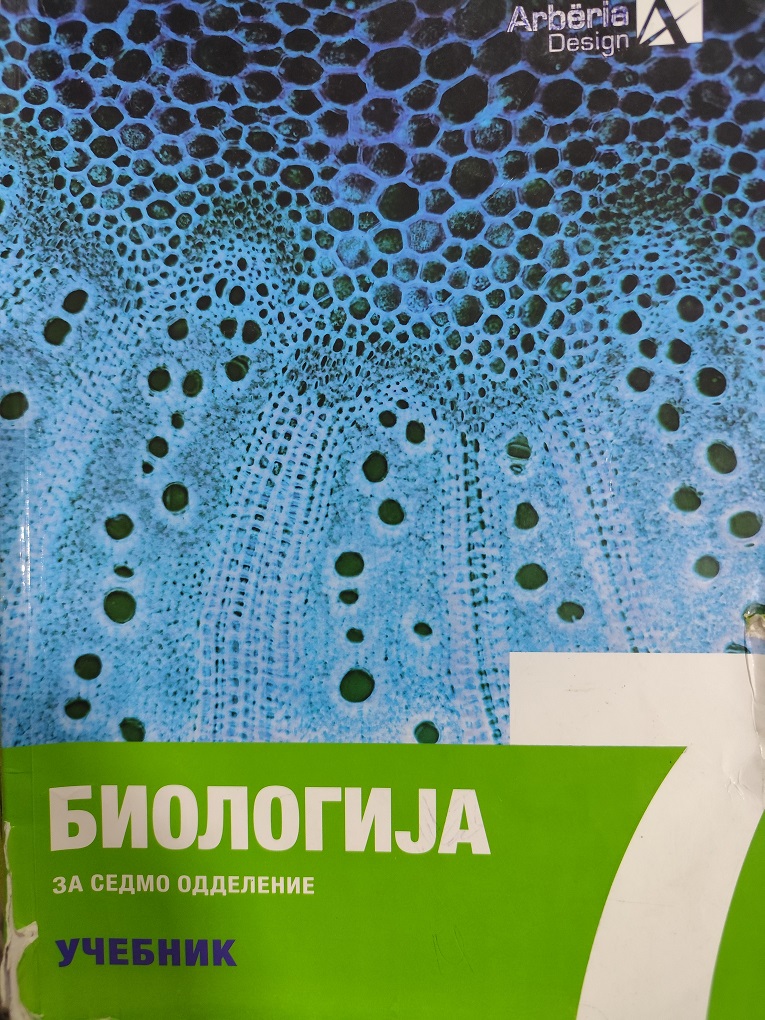 Arbëria
Design
7
БИОЛОГИЈА
ЗА СЕДМО ОДДЕЛЕНИЕ
УЧЕБНИК